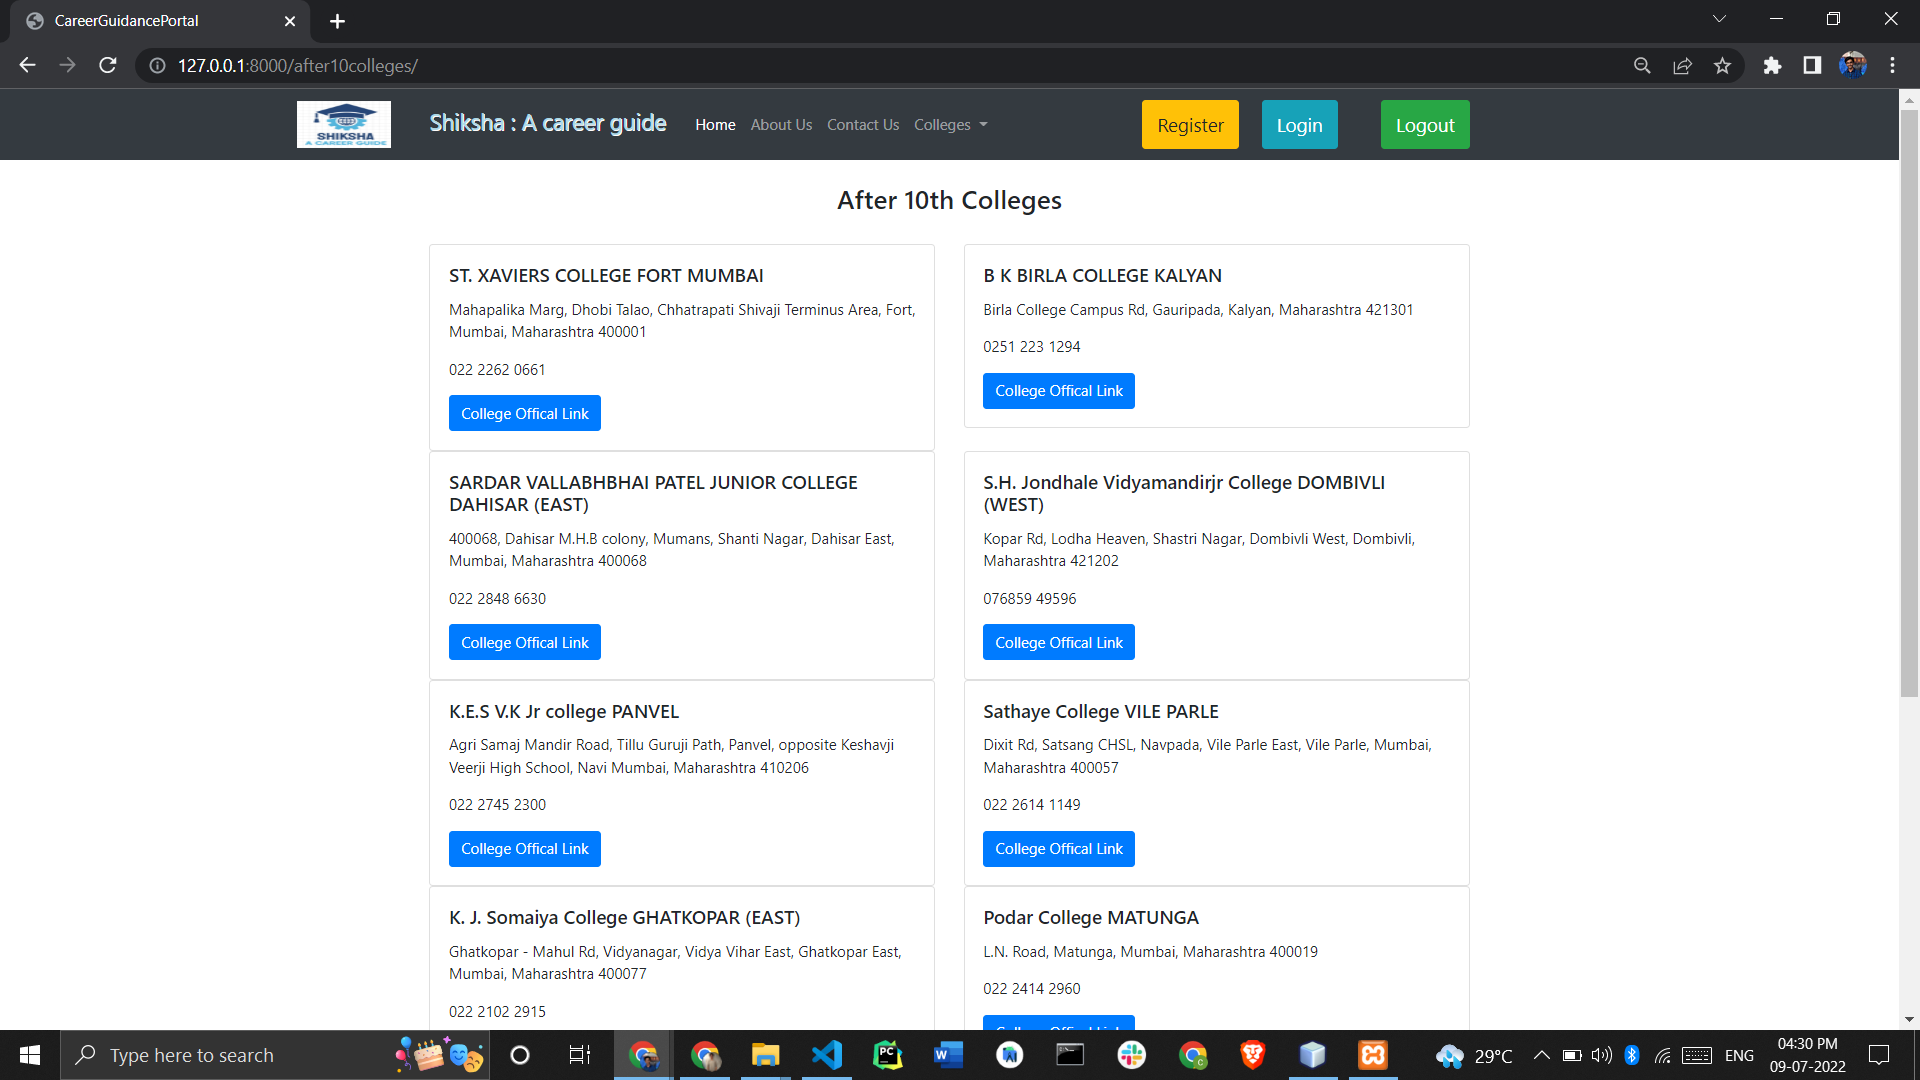 CareerGuidancePortal
127.0.0.1:8000/after10colleges/
SHIKSHA
A CAREER GUIDE
Shiksha : A career guide
Home
About Us
Contact Us
Colleges
Register
Login
Logout
After 10th Colleges
ST. XAVIERS COLLEGE FORT MUMBAI
Mahapalika Marg, Dhobi Talao, Chhatrapati Shivaji Terminus Area, Fort,
Mumbai, Maharashtra 400001
022 2262 0661
College Offical Link
B K BIRLA COLLEGE KALYAN
Birla College Campus Rd, Gauripada, Kalyan, Maharashtra 421301
0251 223 1294
College Offical Link
SARDAR VALLABHBHAI PATEL JUNIOR COLLEGE
DAHISAR (EAST)
400068, Dahisar M.H.B colony, Mumans, Shanti Nagar, Dahisar East,
Mumbai, Maharashtra 400068
022 2848 6630
College Offical Link
S.H. Jondhale Vidyamandirjr College DOMBIVLI
(WEST)
Kopar Rd, Lodha Heaven, Shastri Nagar, Dombivli West, Dombivli,
Maharashtra 421202
076859 49596
College Offical Link
K.E.S V.K Jr college PANVEL
Agri Samaj Mandir Road, Tillu Guruji Path, Panvel, opposite Keshavji
Veerji High School, Navi Mumbai, Maharashtra 410206
022 2745 2300
College Offical Link
Sathaye College VILE PARLE
Dixit Rd, Satsang CHSL, Navpada, Vile Parle East, Vile Parle, Mumbai,
Maharashtra 400057
022 2614 1149
College Offical Link
K. J. Somaiya College GHATKOPAR (EAST)
Ghatkopar - Mahul Rd, Vidyanagar, Vidya Vihar East, Ghatkopar East,
Mumbai, Maharashtra 400077
022 2102 2915
Podar College MATUNGA
L.N. Road, Matunga, Mumbai, Maharashtra 400019
022 2414 2960
College Offical Link
Type here to search
29°C
ENG
04:30 PM
09-07-2022